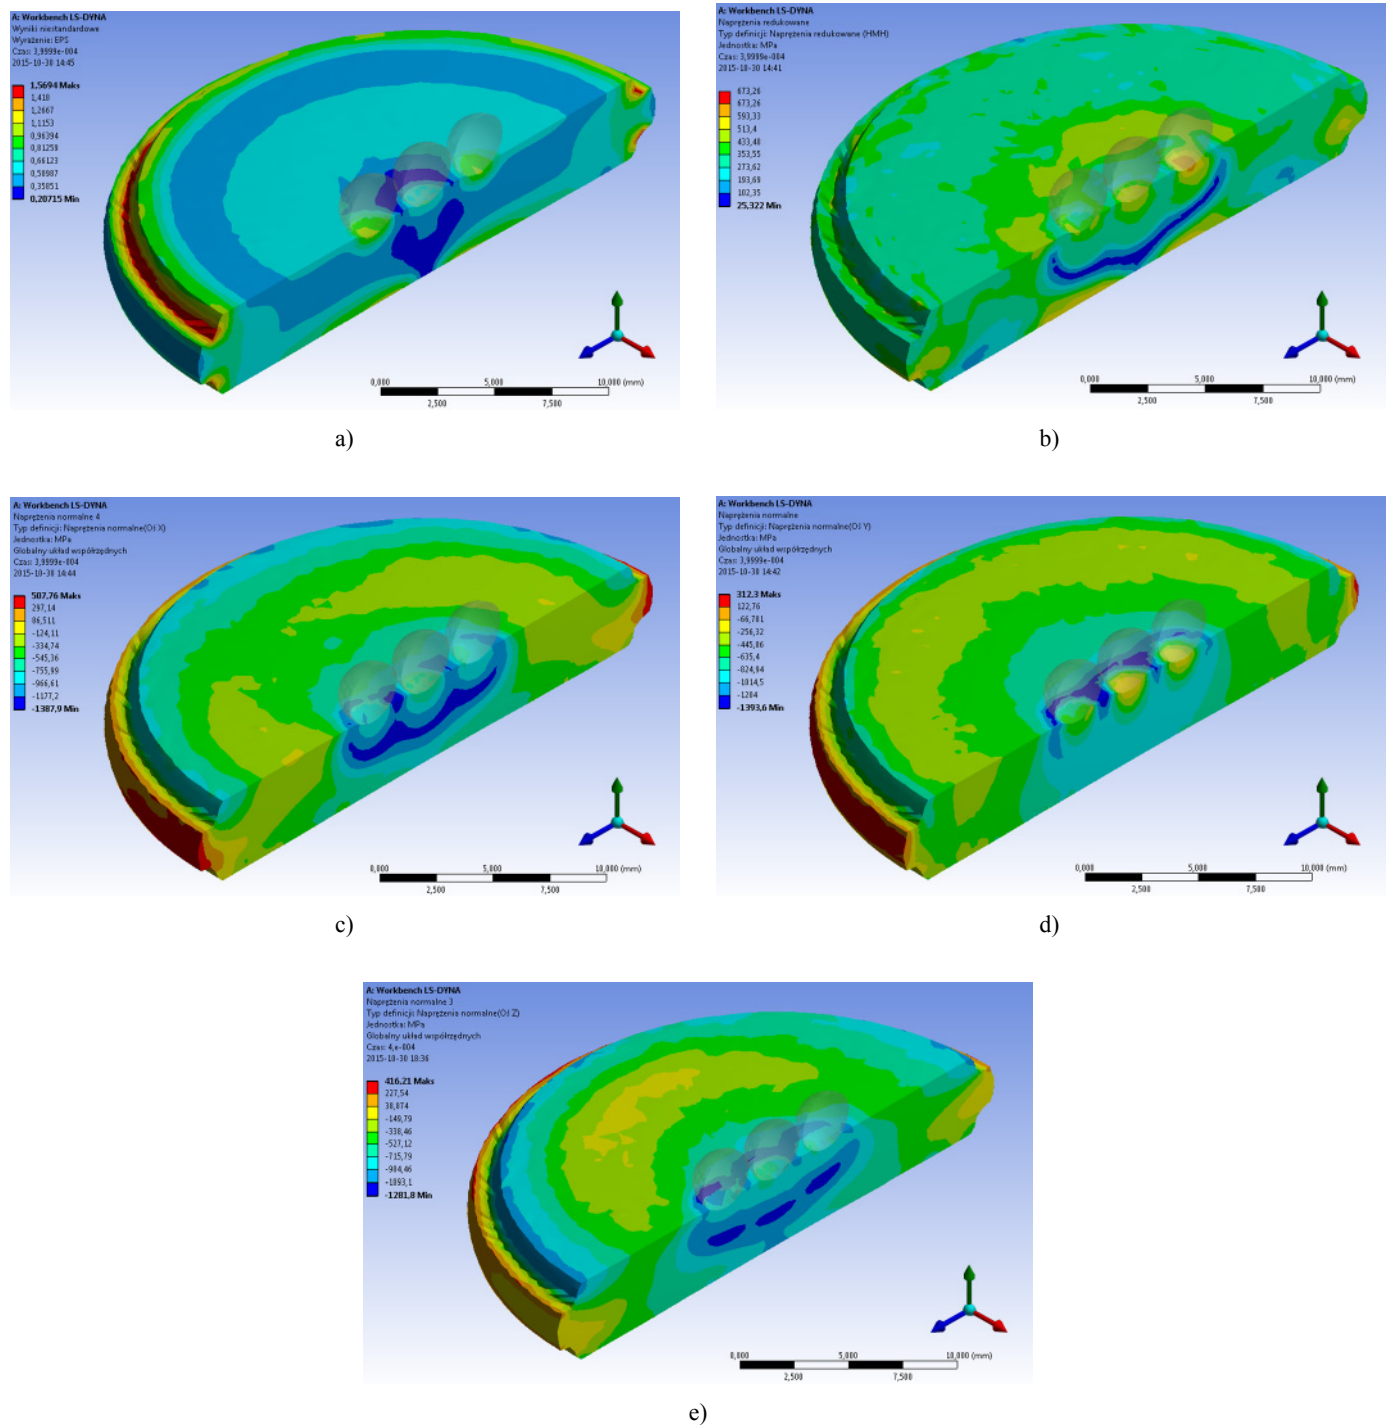 A: Workbench LS-DYNA
Wyniki niestandardowe
Wyrażenie: EPS
Czas: 3,9999e-004
2015-10-30 14:45
1,5694 Maks
1,418
1,2667
1,1153
0,96394
0,81259
0,66123
0,50987
0,35851
0,20715 Min
0,000
5,000
10,000 (mm)
2,500
7,500
a)
A: Workbench LS-DYNA
Naprężenia redukowane
Typ definicji: Naprężenia redukowane (HMH)
Jednostka: MPa
Czas: 3,9999e-004
2015-10-30 14:41
673,26
673,26
593,33
513,4
433,48
353,55
273,62
193,69
102,35
25,322 Min
0,000
5,000
10,000 (mm)
2,500
7,500
b)
A: Workbench LS-DYNA
Naprężenia normalne 4
Typ definicji: Naprężenia normalne(Oś X)
Jednostka: MPa
Globalny układ współrzędnych
Czas: 3,9999e-004
2015-10-30 14:44
507,76 Maks
297,14
86,511
-124,11
-334,74
-545,36
-755,99
-966,61
-1177,2
-1387,9 Min
0,000
5,000
10,000 (mm)
2,500
7,500
c)
A: Workbench LS-DYNA
Naprężenia normalne
Typ definicji: Naprężenia normalne(Oś Y)
Jednostka: MPa
Globalny układ współrzędnych
Czas: 3,9999e-004
2015-10-30 14:42
312,3 Maks
122,76
-66,781
-256,32
-445,86
-635,4
-824,94
-1014,5
-1204
-1393,6 Min
0,000
5,000
10,000 (mm)
2,500
7,500
d)
A: Workbench LS-DYNA
Naprężenia normalne 3
Typ definicji: Naprężenia normalne(Oś Z)
Jednostka: MPa
Globalny układ współrzędnych
Czas: 4,e-004
2015-10-30 18:36
416,21 Maks
227,54
38,874
-149,79
-338,46
-527,12
-715,79
-904,46
-1093,1
-1281,8 Min
0,000
5,000
10,000 (mm)
2,500
7,500
e)